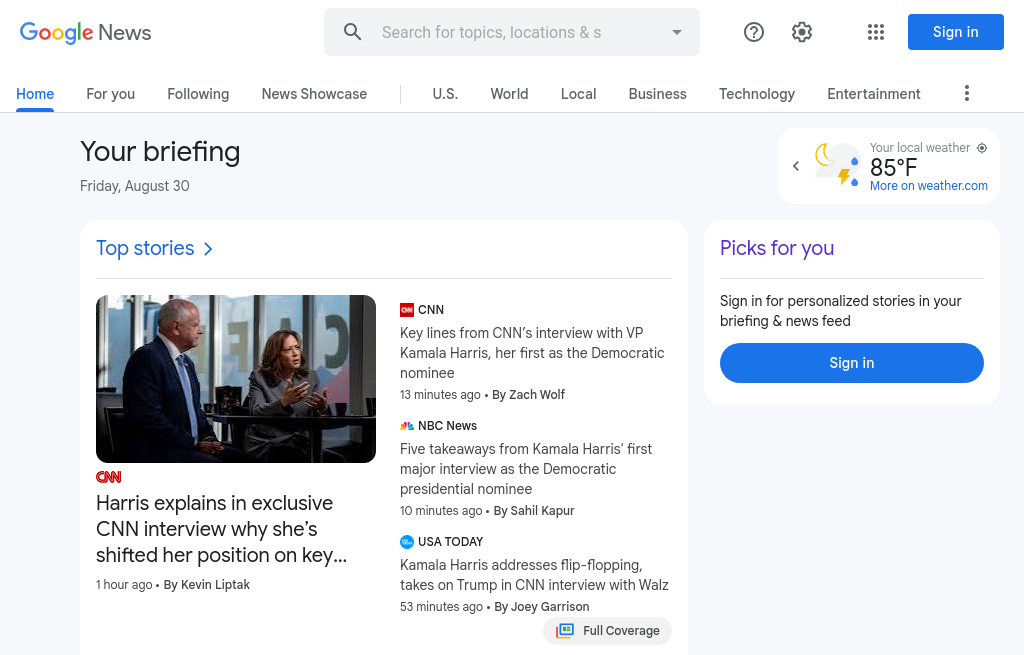 Google News
Search for topics, locations & s
Sign in
Home
For you
Following
News Showcase
U.S.
World
Local
Business
Technology
Entertainment
Your briefing
Friday, August 30
Your local weather
85°F
More on weather.com
Top stories
CNN
Harris explains in exclusive
CNN interview why she’s
shifted her position on key…
1 hour ago • By Kevin Liptak
CNN
Key lines from CNN’s interview with VP
Kamala Harris, her first as the Democratic
nominee
13 minutes ago • By Zach Wolf
NBC News
Five takeaways from Kamala Harris' first
major interview as the Democratic
presidential nominee
10 minutes ago • By Sahil Kapur
USA TODAY
Kamala Harris addresses flip-flopping,
takes on Trump in CNN interview with Walz
53 minutes ago • By Joey Garrison
Full Coverage
Picks for you
Sign in for personalized stories in your
briefing & news feed
Sign in